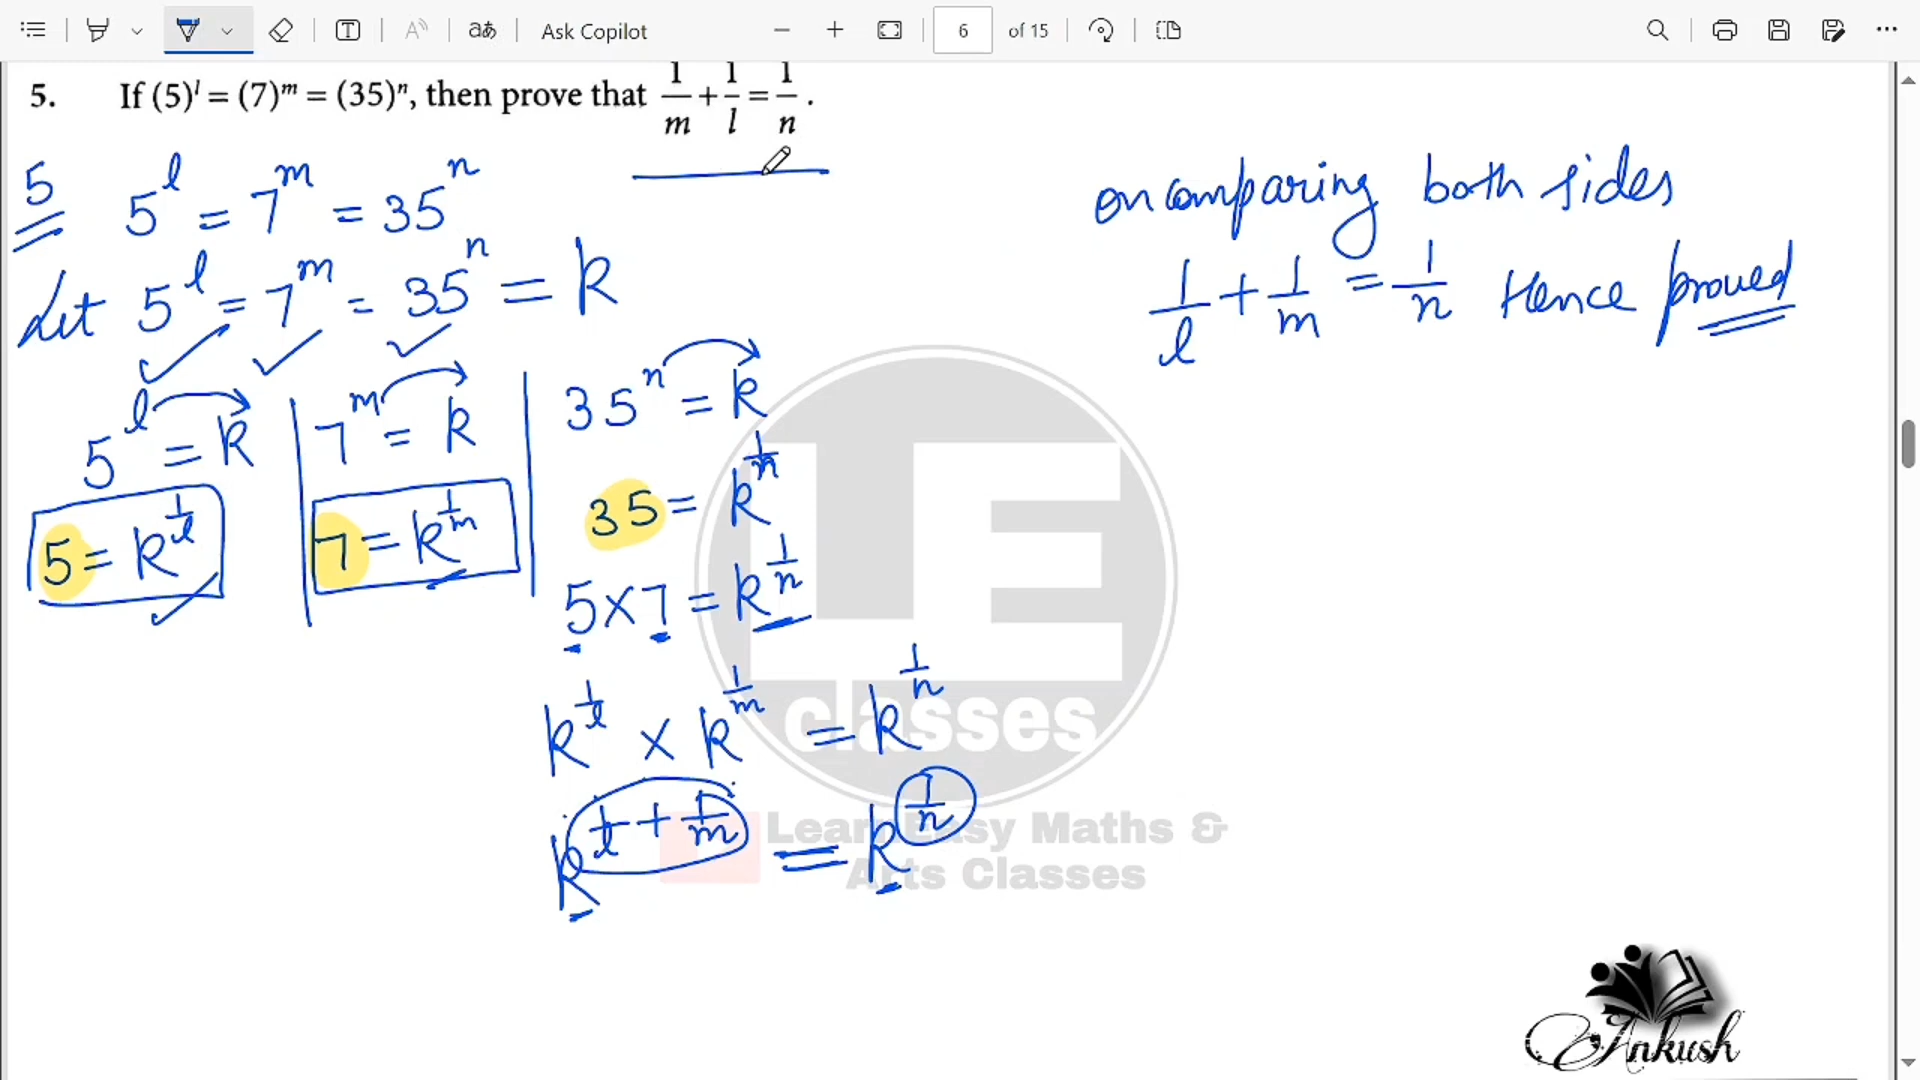 Ask Copilot
6 of 15
5. If (5)^l = (7)^m = (35)^n, then prove that 1/m + 1/l = 1/n .
5 5^l = 7^m = 35^n
Let 5^l = 7^m = 35^n = k
5^l = k
5 = k^(1/l)
7^m = k
7 = k^(1/m)
35^n = k
35 = k^(1/n)
5 × 7 = k^(1/n)
k^(1/l) × k^(1/m) = k^(1/n)
k^(1/l + 1/m) = k^(1/n)
on comparing both sides
1/l + 1/m = 1/n Hence proved
LE
classes
Learn Easy Maths &
Arts Classes
Ankush